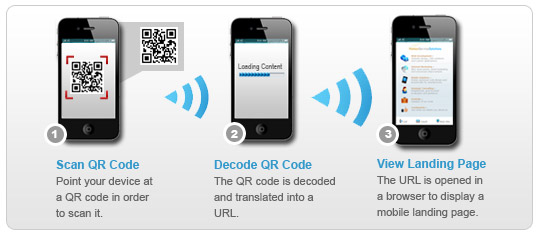 Loading Content
1
2
3
Scan QR Code
Point your device at
a QR code in order
to scan it.
Decode QR Code
The QR code is decoded
and translated into a
URL.
View Landing Page
The URL is opened in
a browser to display a
mobile landing page.